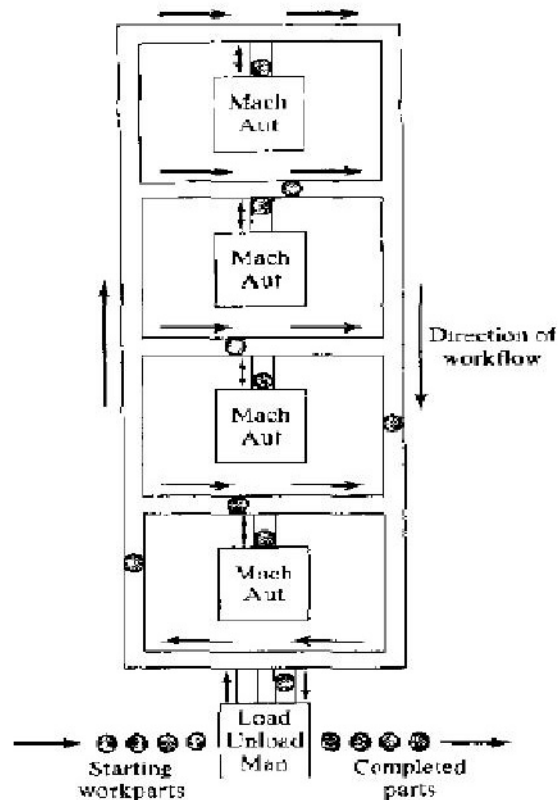 Mach
Aut
Mach
Aut
Direction of
workflow
Mach
Aut
Mach
Aut
Load
Unload
Man
Starting
workparts
Completed
parts